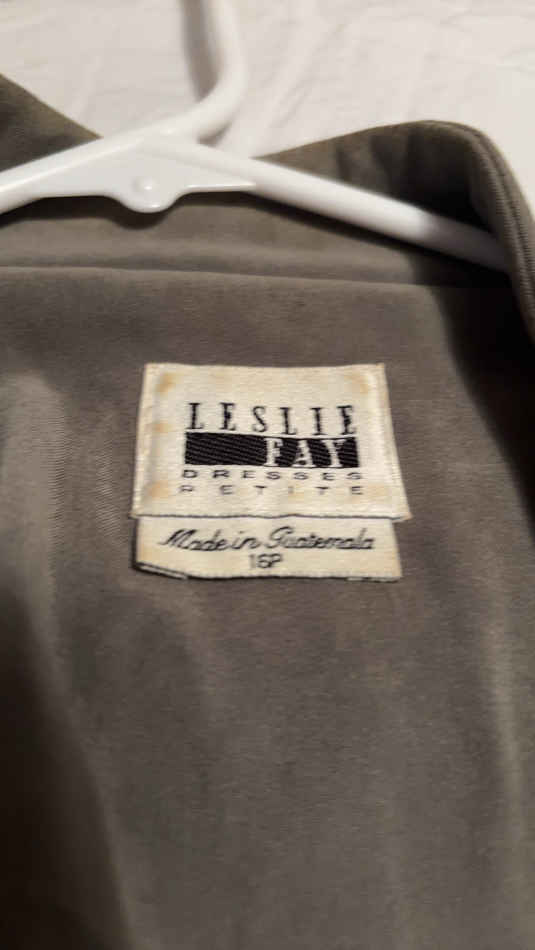 LESLIE
FAY
DRESSES
PETITE
Made in Guatemala
16P